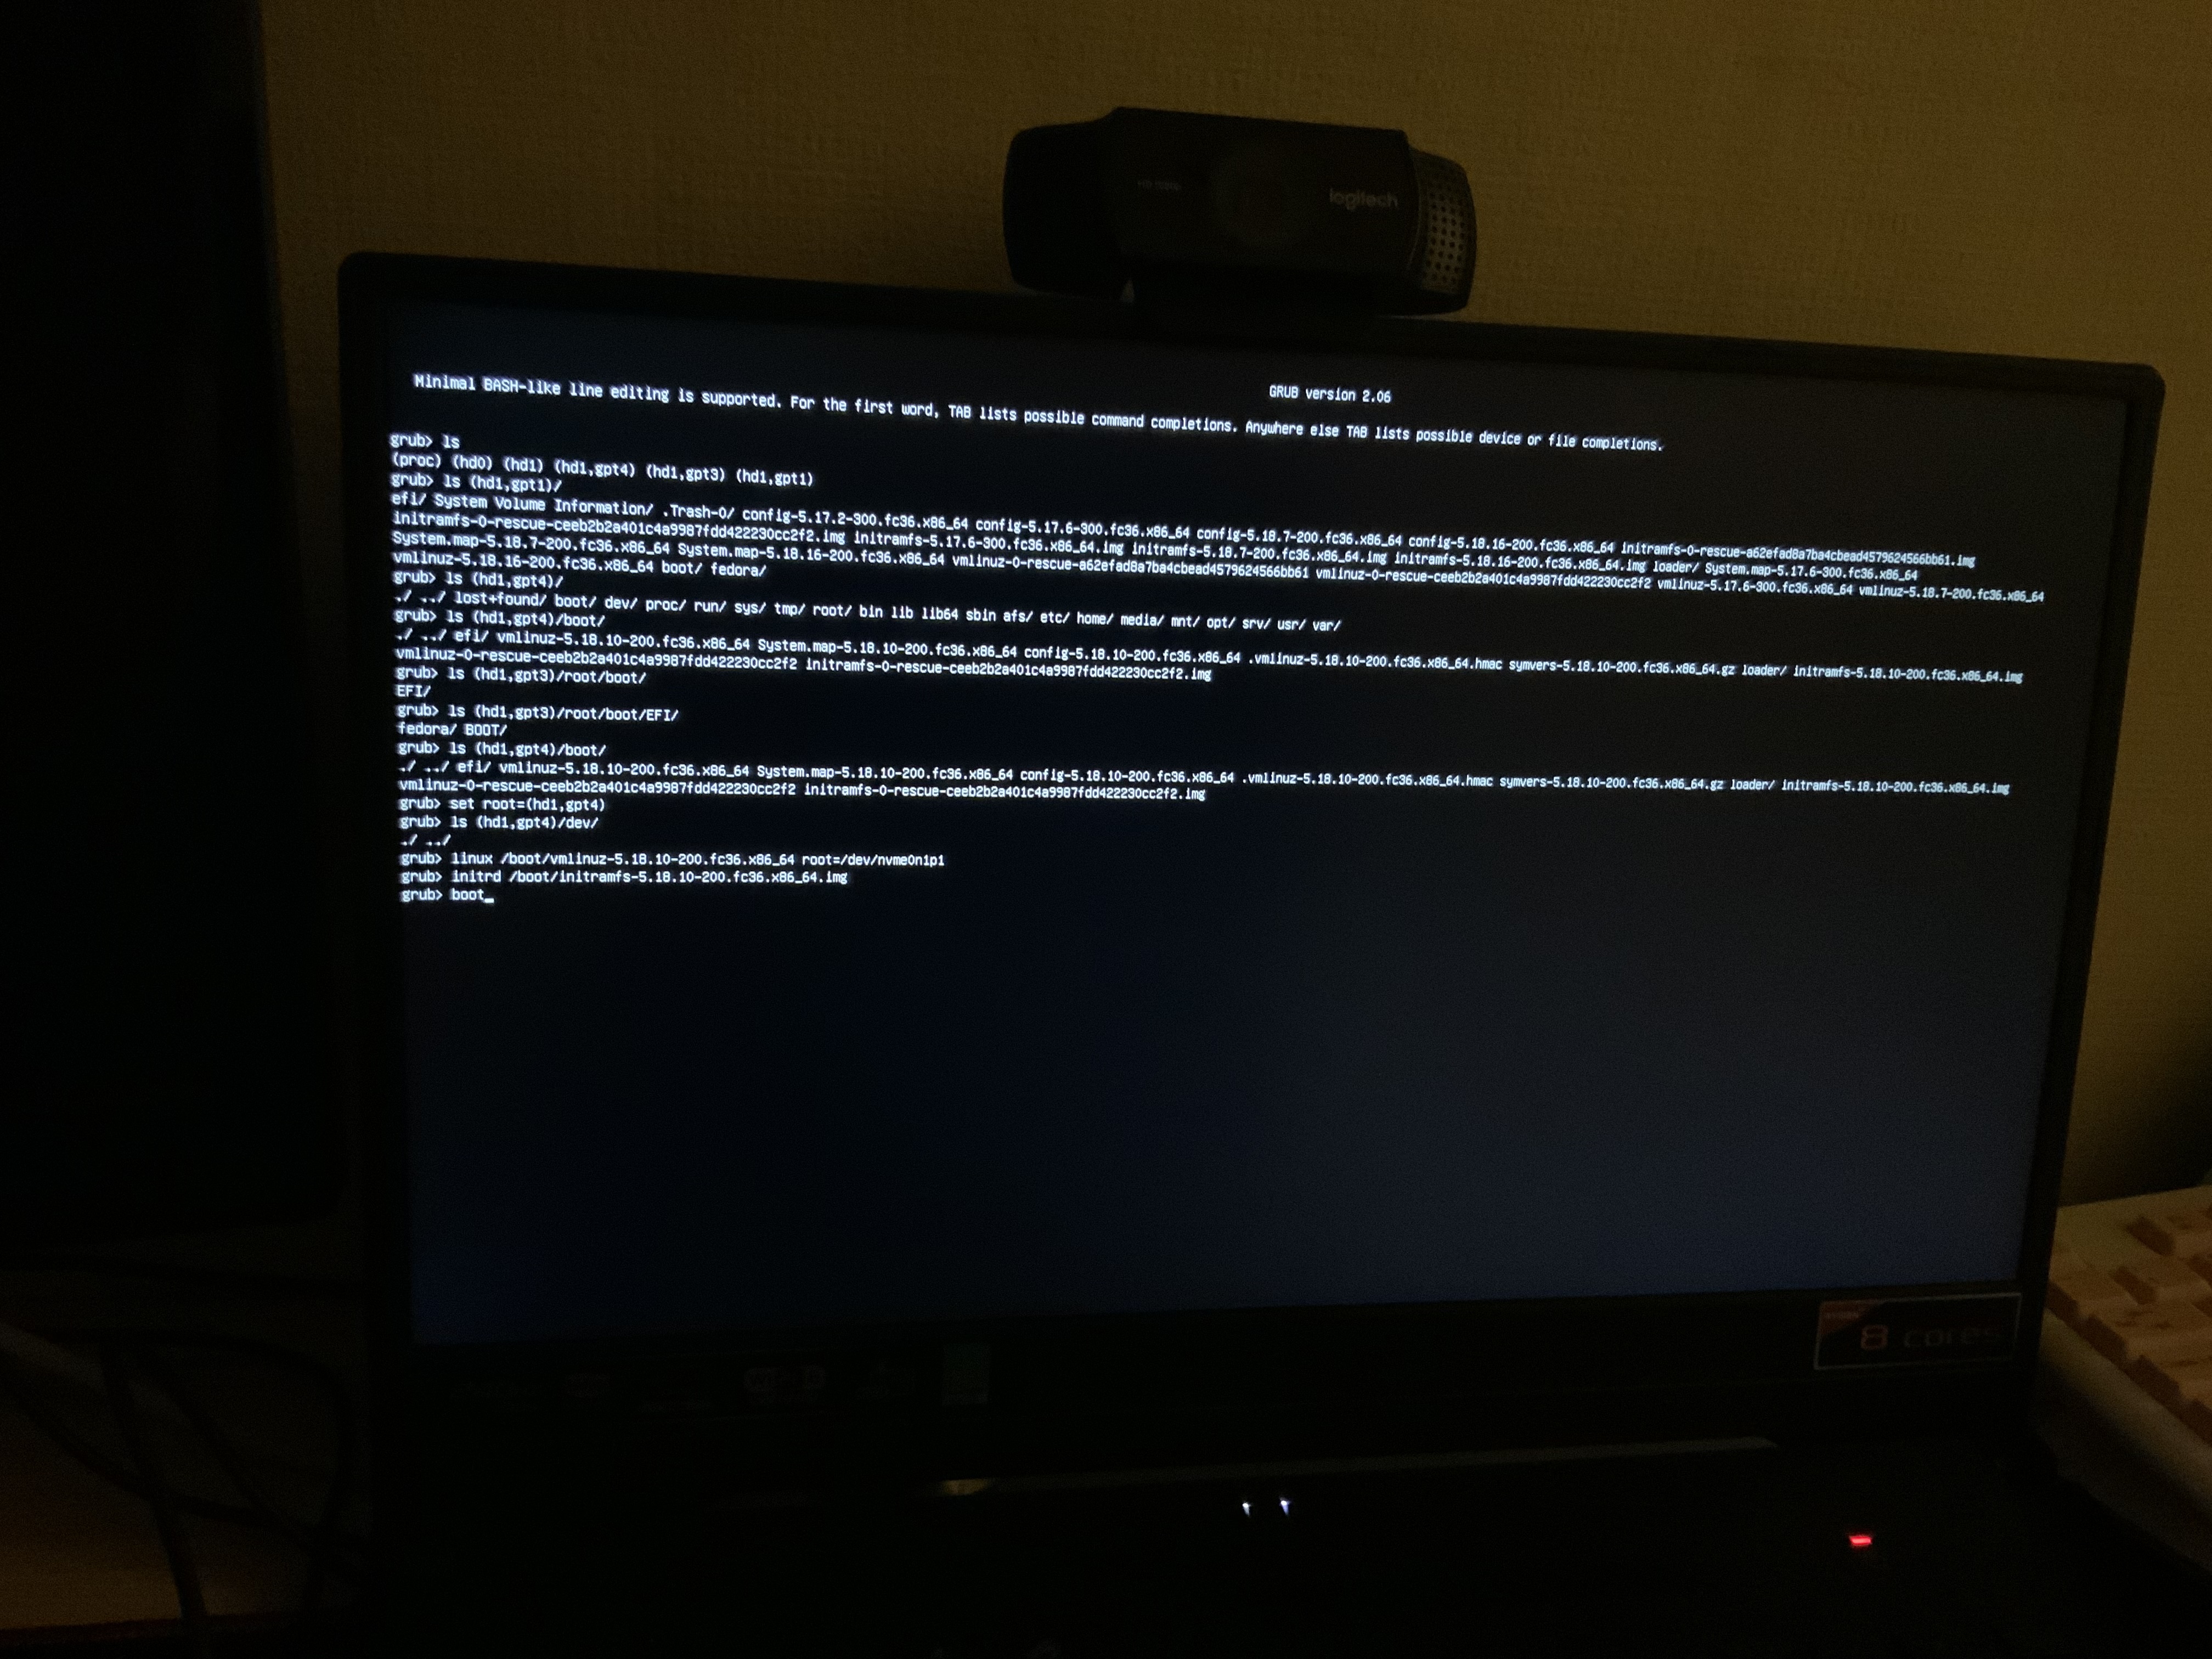 logitech
GRUB version 2.06
Minimal BASH-like line editing is supported. For the first word, TAB lists possible command completions. Anywhere else TAB lists possible device or file completions.
grub> ls
(proc) (hd0) (hd1) (hd1,gpt4) (hd1,gpt3) (hd1,gpt1)
grub> ls (hd1,gpt1)/
efi/ System Volume Information/ .Trash-0/ config-5.17.2-300.fc36.x86_64 config-5.17.6-300.fc36.x86_64 config-5.18.7-200.fc36.x86_64 config-5.18.16-200.fc36.x86_64 initramfs-0-rescue-a62efad8a7ba4cbead4579624566bb61.img
initramfs-0-rescue-ceeb2b2a401c4a9987fdd422230cc2f2.img initramfs-5.17.6-300.fc36.x86_64.img initramfs-5.18.7-200.fc36.x86_64.img initramfs-5.18.16-200.fc36.x86_64.img loader/ System.map-5.17.6-300.fc36.x86_64
System.map-5.18.7-200.fc36.x86_64 System.map-5.18.16-200.fc36.x86_64 vmlinuz-0-rescue-a62efad8a7ba4cbead4579624566bb61 vmlinuz-0-rescue-ceeb2b2a401c4a9987fdd422230cc2f2 vmlinuz-5.17.6-300.fc36.x86_64 vmlinuz-5.18.7-200.fc36.x86_64
vmlinuz-5.18.16-200.fc36.x86_64 boot/ fedora/
grub> ls (hd1,gpt4)/
./ ../ lost+found/ boot/ dev/ proc/ run/ sys/ tmp/ root/ bin lib lib64 sbin afs/ etc/ home/ media/ mnt/ opt/ srv/ usr/ var/
grub> ls (hd1,gpt4)/boot/
./ ../ efi/ vmlinuz-5.18.10-200.fc36.x86_64 System.map-5.18.10-200.fc36.x86_64 config-5.18.10-200.fc36.x86_64 .vmlinuz-5.18.10-200.fc36.x86_64.hmac symvers-5.18.10-200.fc36.x86_64.gz loader/ initramfs-5.18.10-200.fc36.x86_64.img
vmlinuz-0-rescue-ceeb2b2a401c4a9987fdd422230cc2f2 initramfs-0-rescue-ceeb2b2a401c4a9987fdd422230cc2f2.img
grub> ls (hd1,gpt3)/root/boot/
EFI/
grub> ls (hd1,gpt3)/root/boot/EFI/
fedora/ BOOT/
grub> ls (hd1,gpt4)/boot/
./ ../ efi/ vmlinuz-5.18.10-200.fc36.x86_64 System.map-5.18.10-200.fc36.x86_64 config-5.18.10-200.fc36.x86_64 .vmlinuz-5.18.10-200.fc36.x86_64.hmac symvers-5.18.10-200.fc36.x86_64.gz loader/ initramfs-5.18.10-200.fc36.x86_64.img
vmlinuz-0-rescue-ceeb2b2a401c4a9987fdd422230cc2f2 initramfs-0-rescue-ceeb2b2a401c4a9987fdd422230cc2f2.img
grub> set root=(hd1,gpt4)
grub> ls (hd1,gpt4)/dev/
./ ../
grub> linux /boot/vmlinuz-5.18.10-200.fc36.x86_64 root=/dev/nvme0n1p1
grub> initrd /boot/initramfs-5.18.10-200.fc36.x86_64.img
grub> boot_
8 cores